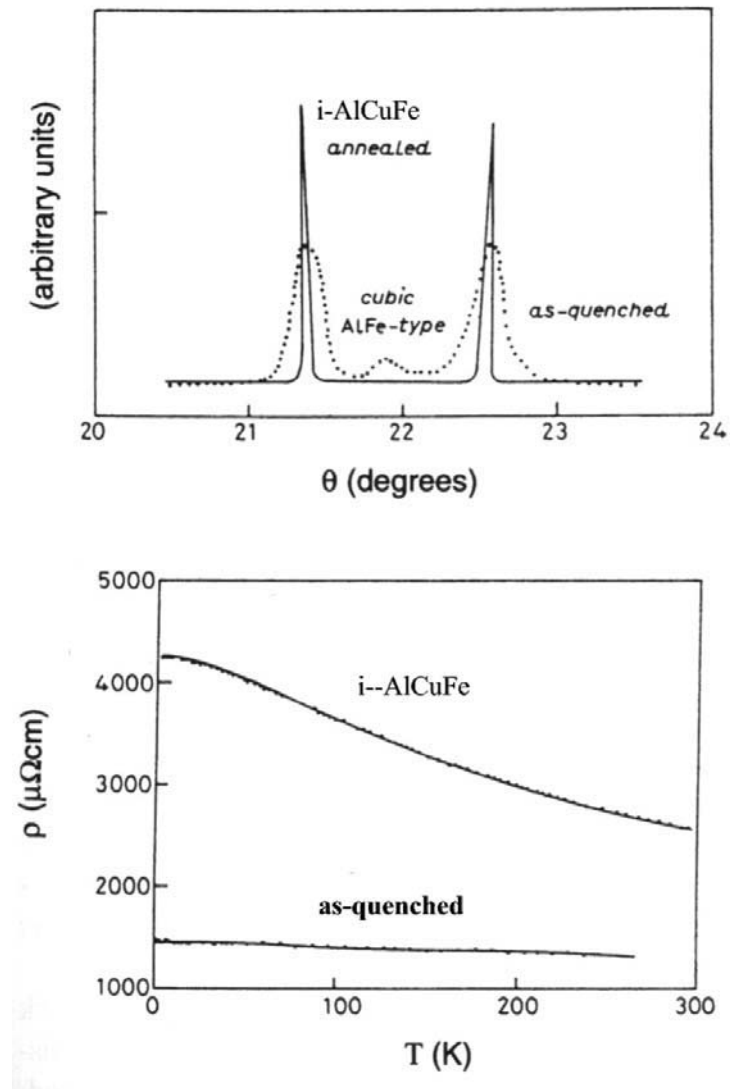 (arbitrary units)
i-AlCuFe
annealed
cubic
AlFe-type
as-quenched
20
21
22
23
24
θ (degrees)
5000
4000
3000
2000
1000
ρ (μΩcm)
i--AlCuFe
as-quenched
0
100
200
300
T (K)